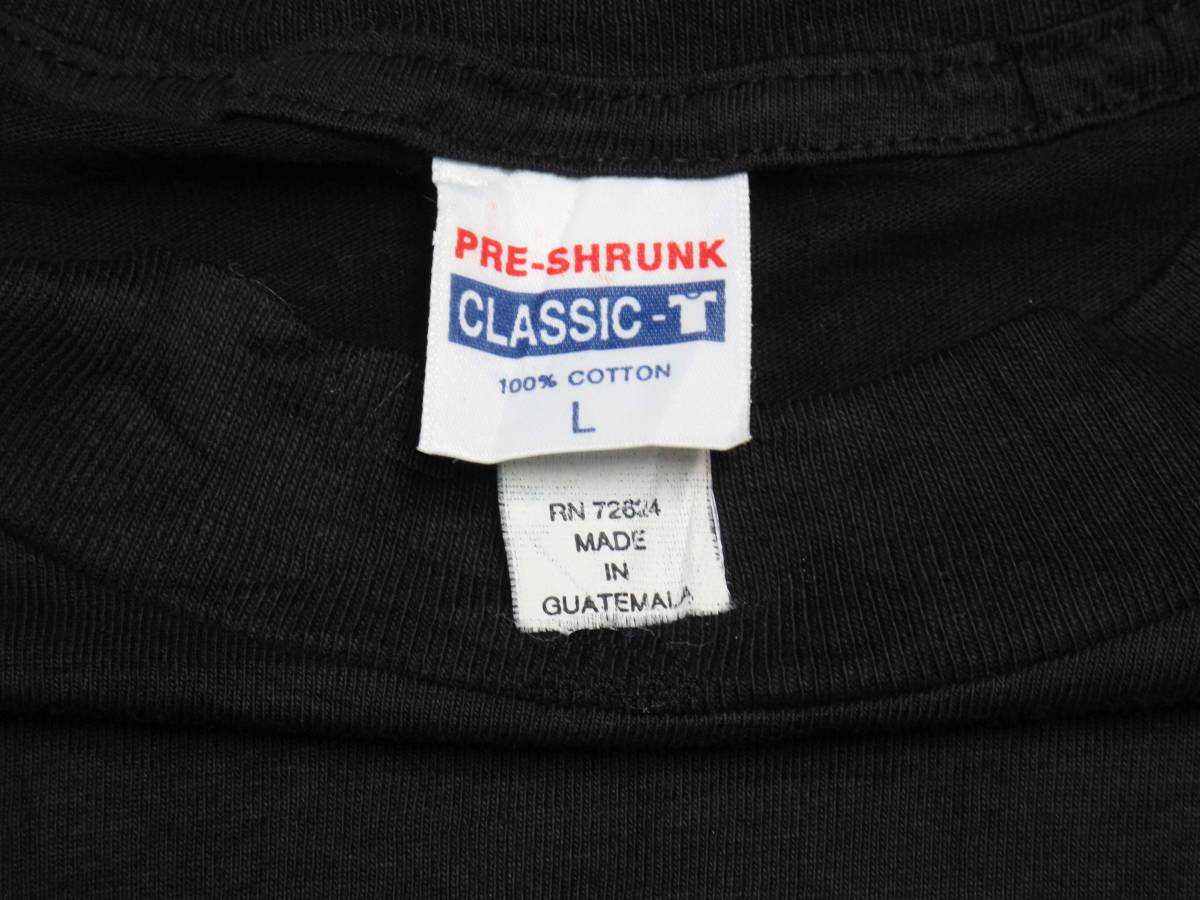 PRE-SHRUNK
CLASSIC-T
100% COTTON
L
RN
MADE
IN
GUATEMALA